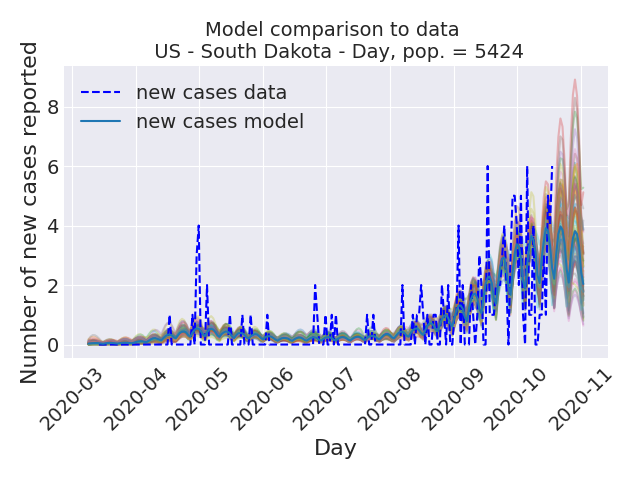 Model comparison to data
US - South Dakota - Day, pop. = 5424
Number of new cases reported
8
6
4
2
0
new cases data
new cases model
2020-03
2020-04
2020-05
2020-06
2020-07
2020-08
2020-09
2020-10
2020-11
Day